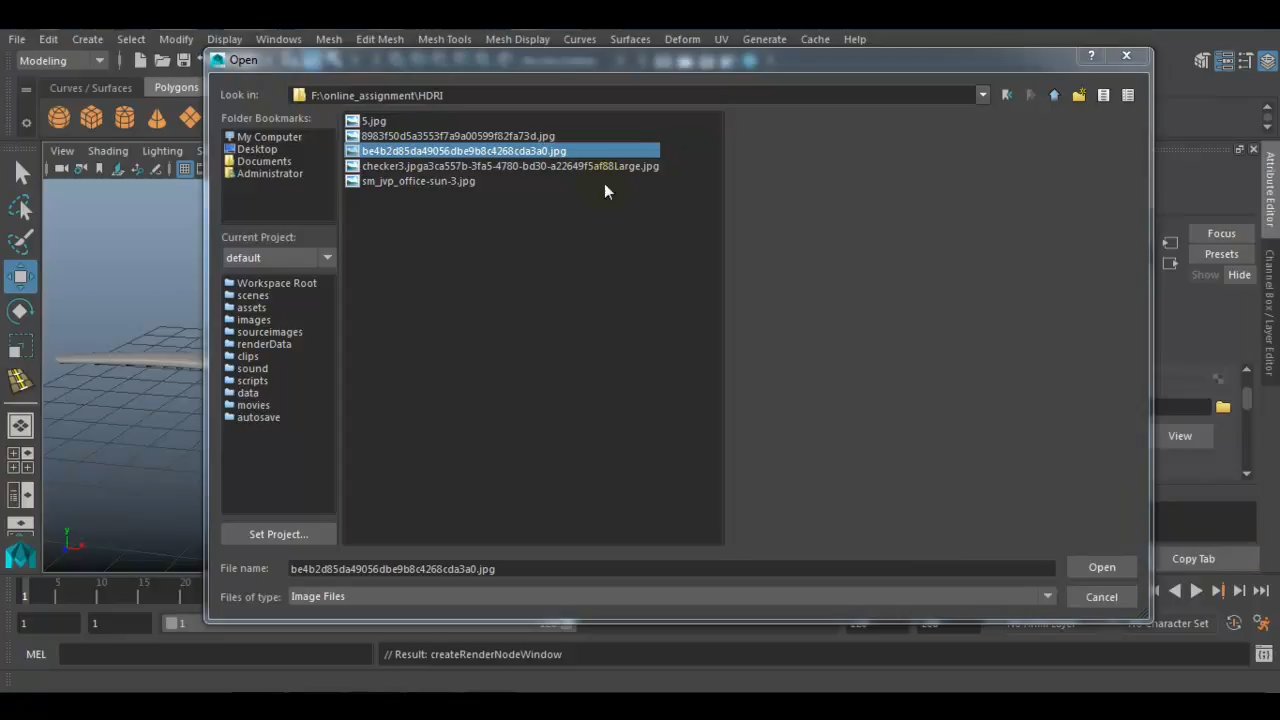 File Edit Create Select Modify Display Windows Mesh Edit Mesh Mesh Tools Mesh Display Curves Surfaces Deform UV Generate Cache Help
Modeling
Open
Curves / Surfaces Polygons
Look in: F:\online_assignment\HDRI
Folder Bookmarks:
My Computer
Desktop
Documents
Administrator
5.jpg
8983f50d5a3553f7a9a00599f82fa73d.jpg
be4b2d85da49056dbe9b8c4268cda3a0.jpg
checker3.jpga3ca557b-3fa5-4780-bd30-a22649f5af88Large.jpg
sm_jvp_office-sun-3.jpg
View Shading Lighting
Current Project:
default
Workspace Root
scenes
assets
images
sourceimages
renderData
clips
sound
scripts
data
movies
autosave
Set Project...
File name: be4b2d85da49056dbe9b8c4268cda3a0.jpg Open
Files of type: Image Files Cancel
Focus
Presets
Show Hide
View
Copy Tab
Attribute Editor
Channel Box / Layer Editor
5 10 15 20
1
1 1 1
Character Set
MEL // Result: createRenderNodeWindow
y
x